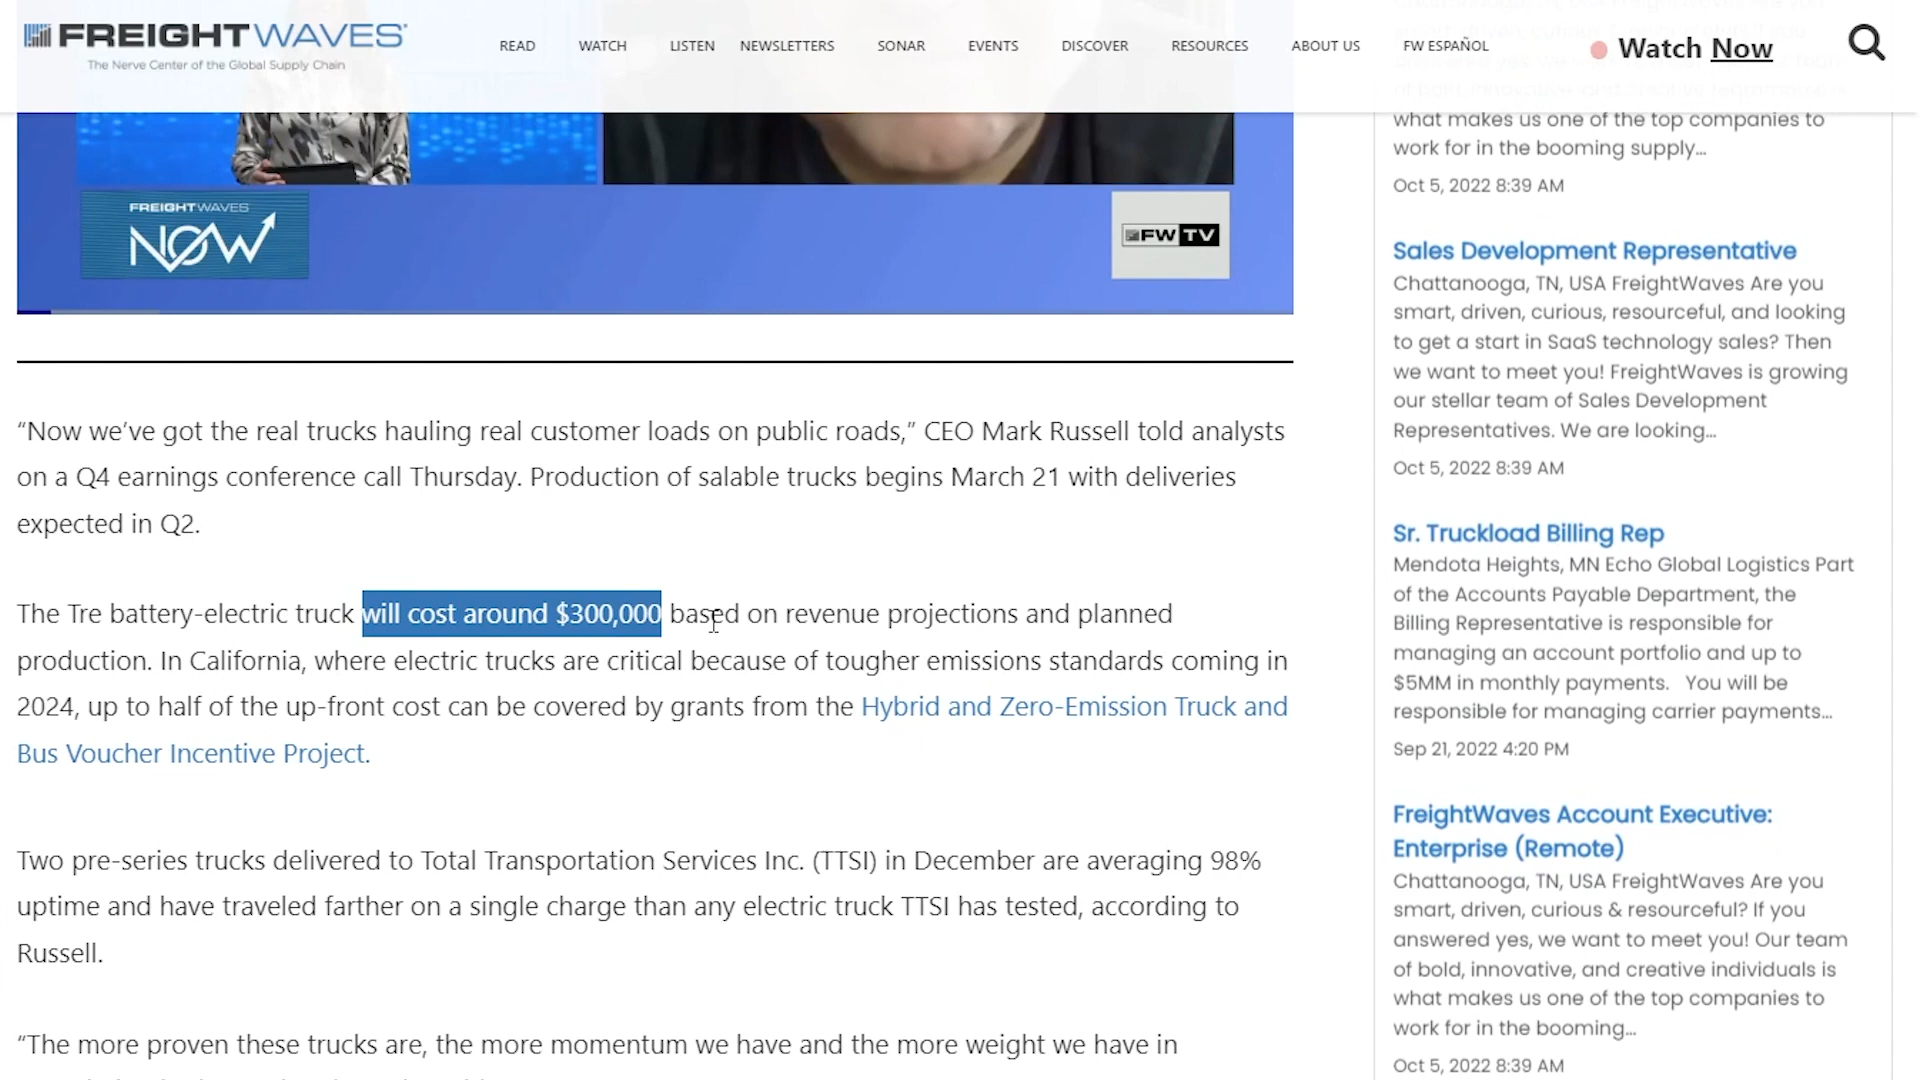 FREIGHTWAVES
The Nerve Center of the Global Supply Chain
READ WATCH LISTEN NEWSLETTERS SONAR EVENTS DISCOVER RESOURCES ABOUT US FW ESPAÑOL
Watch Now
FREIGHTWAVES
NOW
FW TV
“Now we’ve got the real trucks hauling real customer loads on public roads,” CEO Mark Russell told analysts
on a Q4 earnings conference call Thursday. Production of salable trucks begins March 21 with deliveries
expected in Q2.
The Tre battery-electric truck will cost around $300,000 based on revenue projections and planned
production. In California, where electric trucks are critical because of tougher emissions standards coming in
2024, up to half of the up-front cost can be covered by grants from the Hybrid and Zero-Emission Truck and
Bus Voucher Incentive Project.
Two pre-series trucks delivered to Total Transportation Services Inc. (TTSI) in December are averaging 98%
uptime and have traveled farther on a single charge than any electric truck TTSI has tested, according to
Russell.
“The more proven these trucks are, the more momentum we have and the more weight we have in
what makes us one of the top companies to
work for in the booming supply...
Oct 5, 2022 8:39 AM
Sales Development Representative
Chattanooga, TN, USA FreightWaves Are you
smart, driven, curious, resourceful, and looking
to get a start in SaaS technology sales? Then
we want to meet you! FreightWaves is growing
our stellar team of Sales Development
Representatives. We are looking...
Oct 5, 2022 8:39 AM
Sr. Truckload Billing Rep
Mendota Heights, MN Echo Global Logistics Part
of the Accounts Payable Department, the
Billing Representative is responsible for
managing an account portfolio and up to
$5MM in monthly payments. You will be
responsible for managing carrier payments...
Sep 21, 2022 4:20 PM
FreightWaves Account Executive:
Enterprise (Remote)
Chattanooga, TN, USA FreightWaves Are you
smart, driven, curious & resourceful? If you
answered yes, we want to meet you! Our team
of bold, innovative, and creative individuals is
what makes us one of the top companies to
work for in the booming...
Oct 5, 2022 8:39 AM